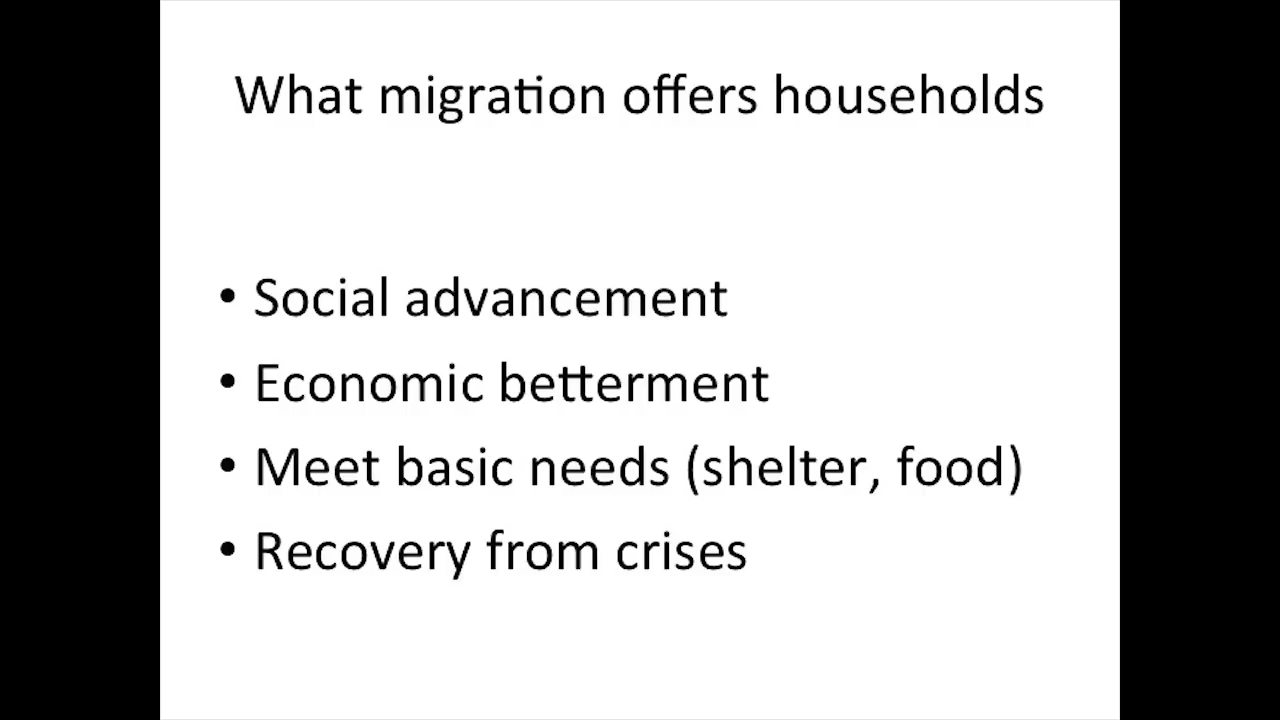 What migration offers households
• Social advancement
• Economic betterment
• Meet basic needs (shelter, food)
• Recovery from crises